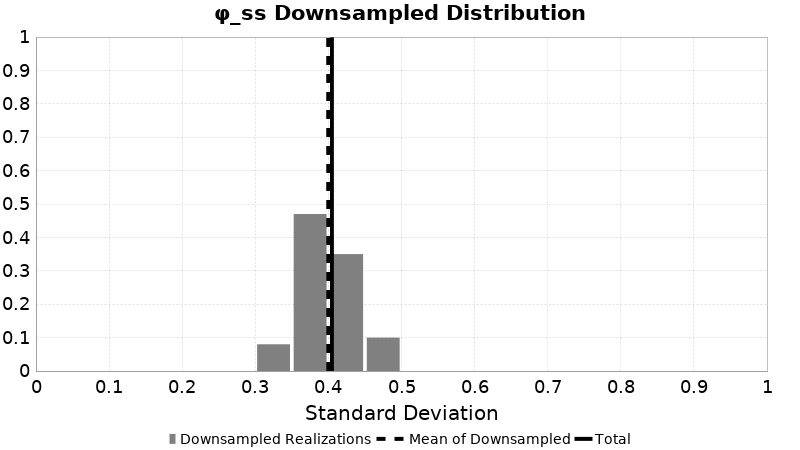 φ_ss Downsampled Distribution
1
0.9
0.8
0.7
0.6
0.5
0.4
0.3
0.2
0.1
0
0 0.1 0.2 0.3 0.4 0.5 0.6 0.7 0.8 0.9 1
Standard Deviation
Downsampled Realizations Mean of Downsampled Total